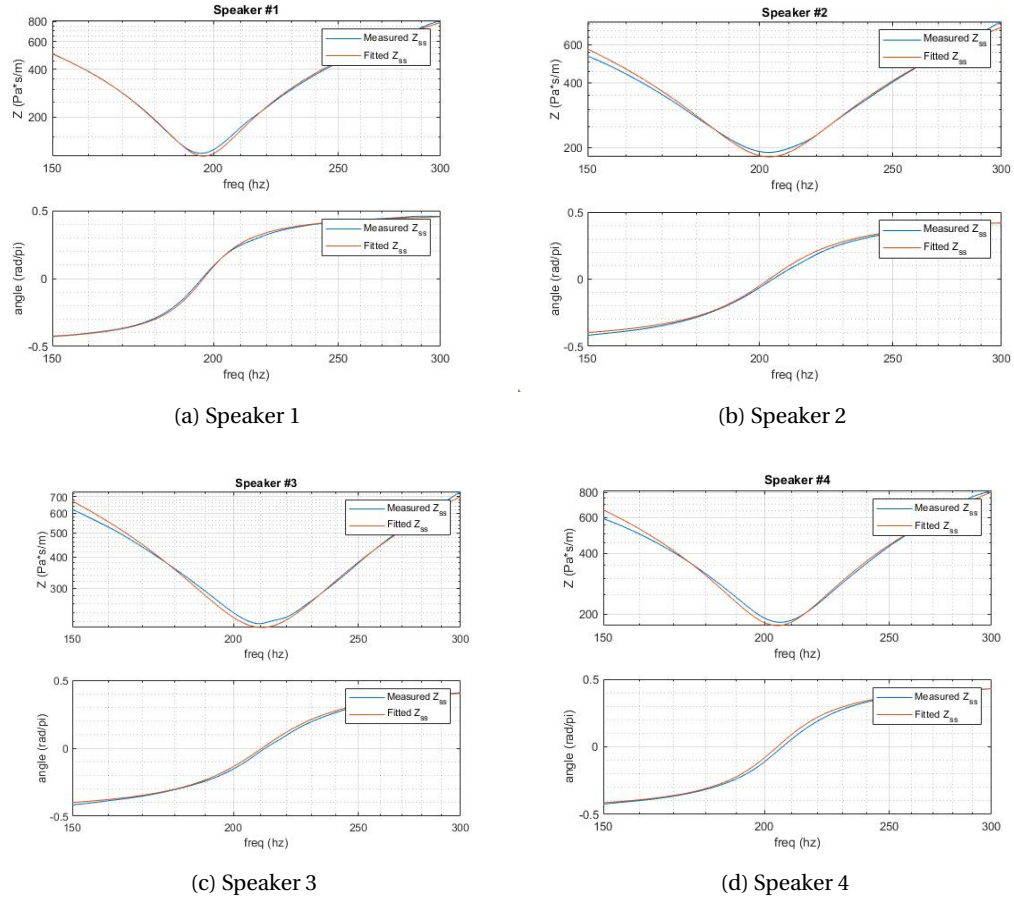 Speaker #1
800
600
400
200
Z (Pa*s/m)
Measured Z_ss
Fitted Z_ss
150
200
250
300
freq (hz)
0.5
0
-0.5
angle (rad/pi)
Measured Z_ss
Fitted Z_ss
150
200
250
300
freq (hz)
(a) Speaker 1
Speaker #2
600
400
200
Z (Pa*s/m)
Measured Z_ss
Fitted Z_ss
150
200
250
300
freq (hz)
0.5
0
-0.5
angle (rad/pi)
Measured Z_ss
Fitted Z_ss
150
200
250
300
freq (hz)
(b) Speaker 2
Speaker #3
700
600
500
400
300
Z (Pa*s/m)
Measured Z_ss
Fitted Z_ss
150
200
250
300
freq (hz)
0.5
0
-0.5
angle (rad/pi)
Measured Z_ss
Fitted Z_ss
150
200
250
300
freq (hz)
(c) Speaker 3
Speaker #4
800
600
400
200
Z (Pa*s/m)
Measured Z_ss
Fitted Z_ss
150
200
250
300
freq (hz)
0.5
0
-0.5
angle (rad/pi)
Measured Z_ss
Fitted Z_ss
150
200
250
300
freq (hz)
(d) Speaker 4